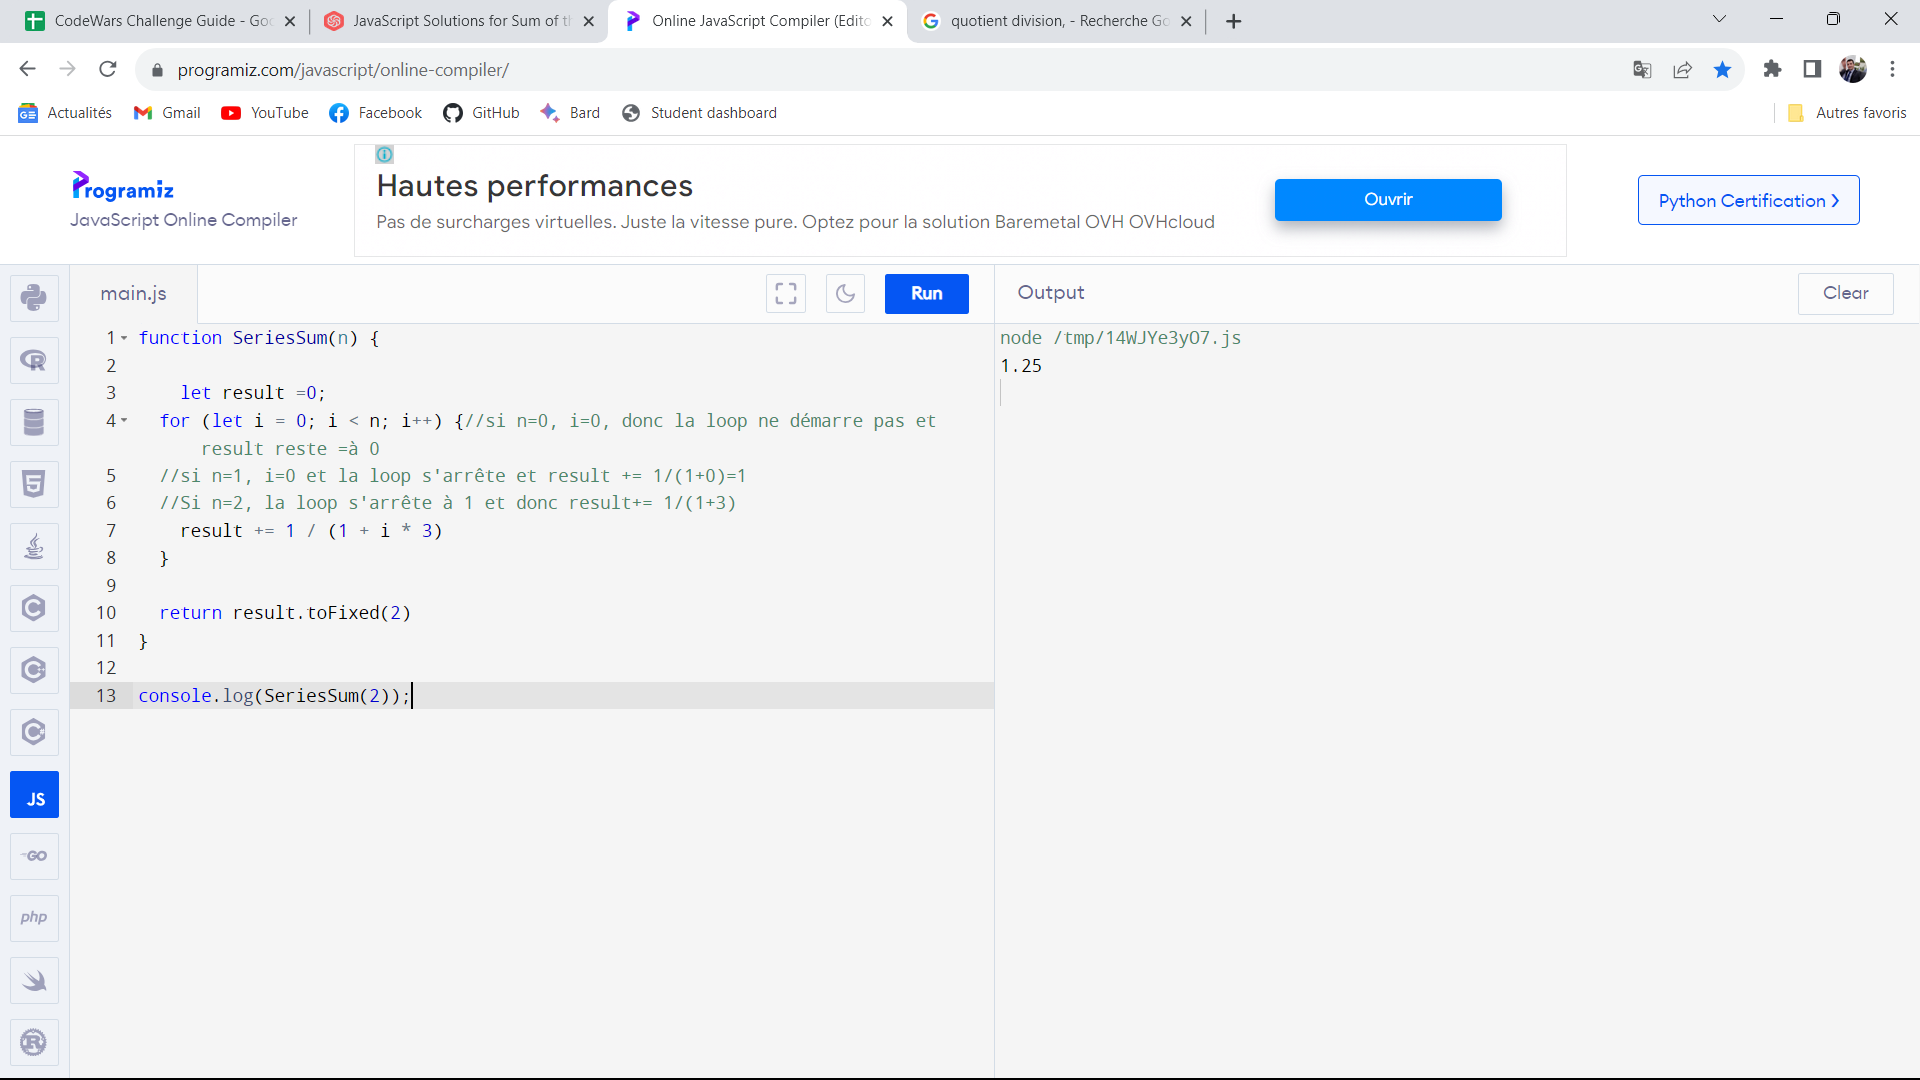 CodeWars Challenge Guide - Goo
JavaScript Solutions for Sum of th
Online JavaScript Compiler (Edito
quotient division, - Recherche Go
programiz.com/javascript/online-compiler/
Actualités
Gmail
YouTube
Facebook
GitHub
Bard
Student dashboard
Autres favoris
Programiz
JavaScript Online Compiler
Hautes performances
Pas de surcharges virtuelles. Juste la vitesse pure. Optez pour la solution Baremetal OVH OVHcloud
Ouvrir
Python Certification >
main.js
Run
Output
Clear
1 function SeriesSum(n) {
2
3 let result =0;
4 for (let i = 0; i < n; i++) {//si n=0, i=0, donc la loop ne démarre pas et
result reste =à 0
5 //si n=1, i=0 et la loop s'arrête et result += 1/(1+0)=1
6 //Si n=2, la loop s'arrête à 1 et donc result+= 1/(1+3)
7 result += 1 / (1 + i * 3)
8 }
9
10 return result.toFixed(2)
11 }
12
13 console.log(SeriesSum(2));
node /tmp/14WJYe3yO7.js
1.25
JS
GO
php